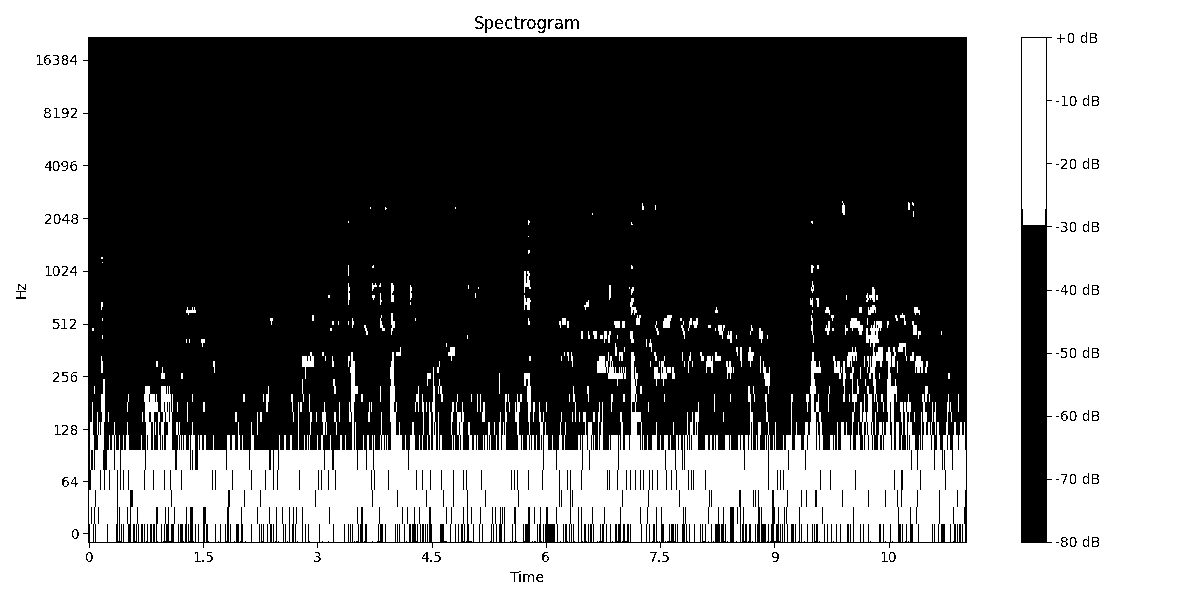 Spectrogram
16384
8192
4096
2048
1024
512
256
128
64
0
Hz
0
1.5
3
4.5
6
7.5
9
10
Time
+0 dB
-10 dB
-20 dB
-30 dB
-40 dB
-50 dB
-60 dB
-70 dB
-80 dB